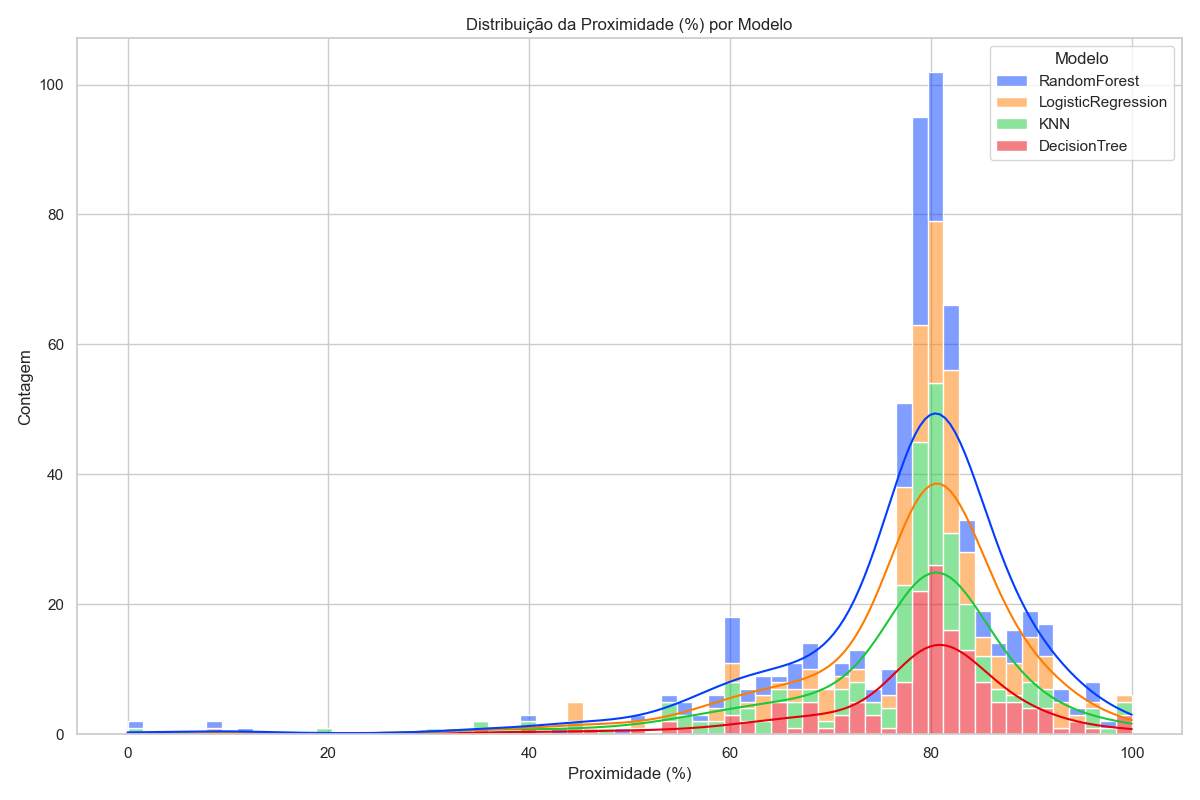 Distribuição da Proximidade (%) por Modelo
Modelo
RandomForest
LogisticRegression
KNN
DecisionTree
Contagem
100
80
60
40
20
0
0 20 40 60 80 100
Proximidade (%)